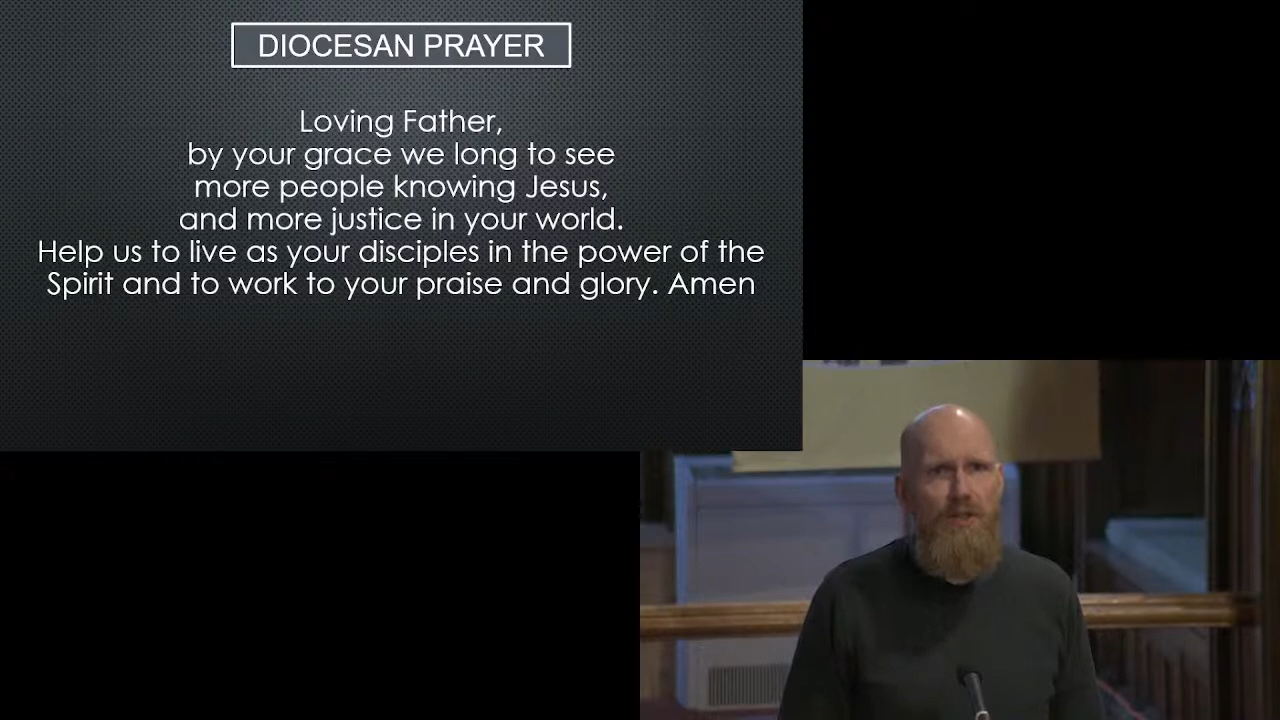 DIOCESAN PRAYER
Loving Father,
by your grace we long to see
more people knowing Jesus,
and more justice in your world.
Help us to live as your disciples in the power of the
Spirit and to work to your praise and glory. Amen